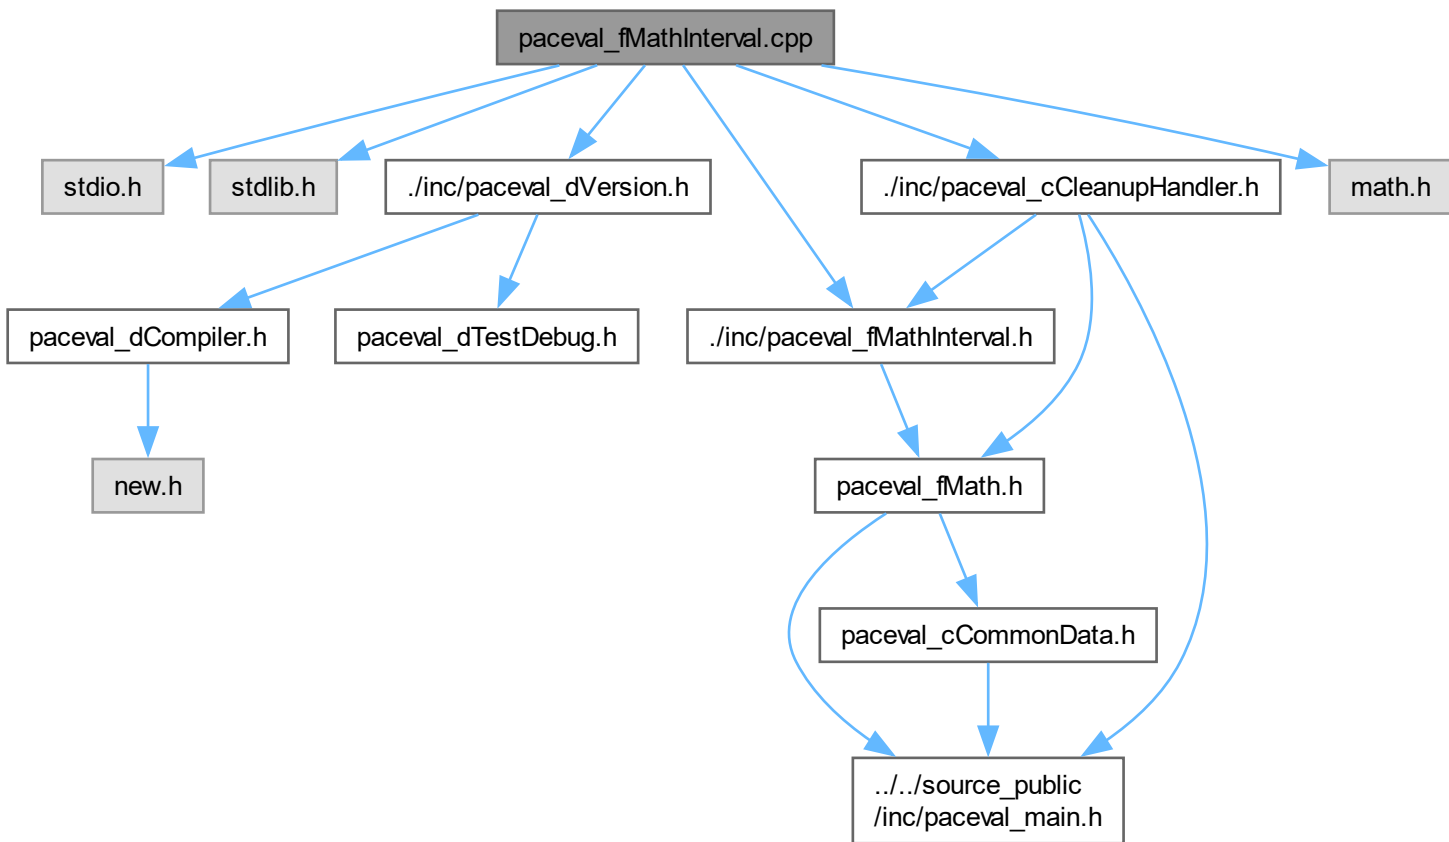 paceval_fMathInterval.cpp
stdio.h
stdlib.h
./inc/paceval_dVersion.h
./inc/paceval_cCleanupHandler.h
math.h
paceval_dCompiler.h
paceval_dTestDebug.h
./inc/paceval_fMathInterval.h
new.h
paceval_fMath.h
paceval_cCommonData.h
../../source_public
/inc/paceval_main.h